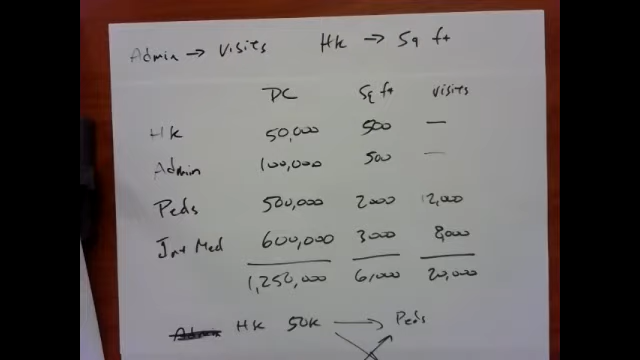 Admin → visits HK → Sq ft
DC Sq ft visits
HK 50,000 500 —
Admin 100,000 500 —
Peds 500,000 2000 12,000
Int Med 600,000 3000 8,000
1,250,000 6,000 20,000
Admin HK 50K → Peds